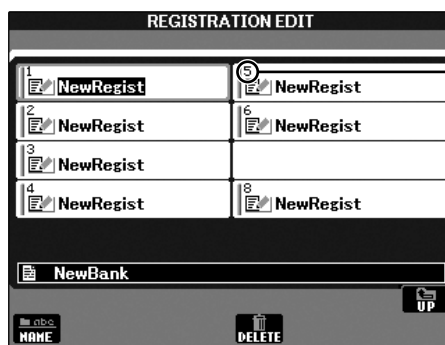 REGISTRATION EDIT
1 NewRegist
5 NewRegist
2 NewRegist
6 NewRegist
3 NewRegist
4 NewRegist
8 NewRegist
NewBank
UP
abc
NAME
DELETE